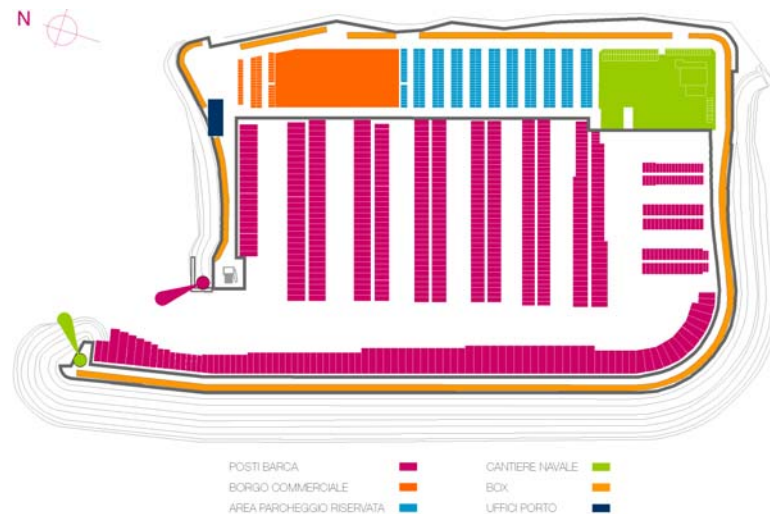 N
POSTI BARCA
CANTIERE NAVALE
BORGO COMMERCIALE
BOX
AREA PARCHEGGIO RISERVATA
UFFICI PORTO